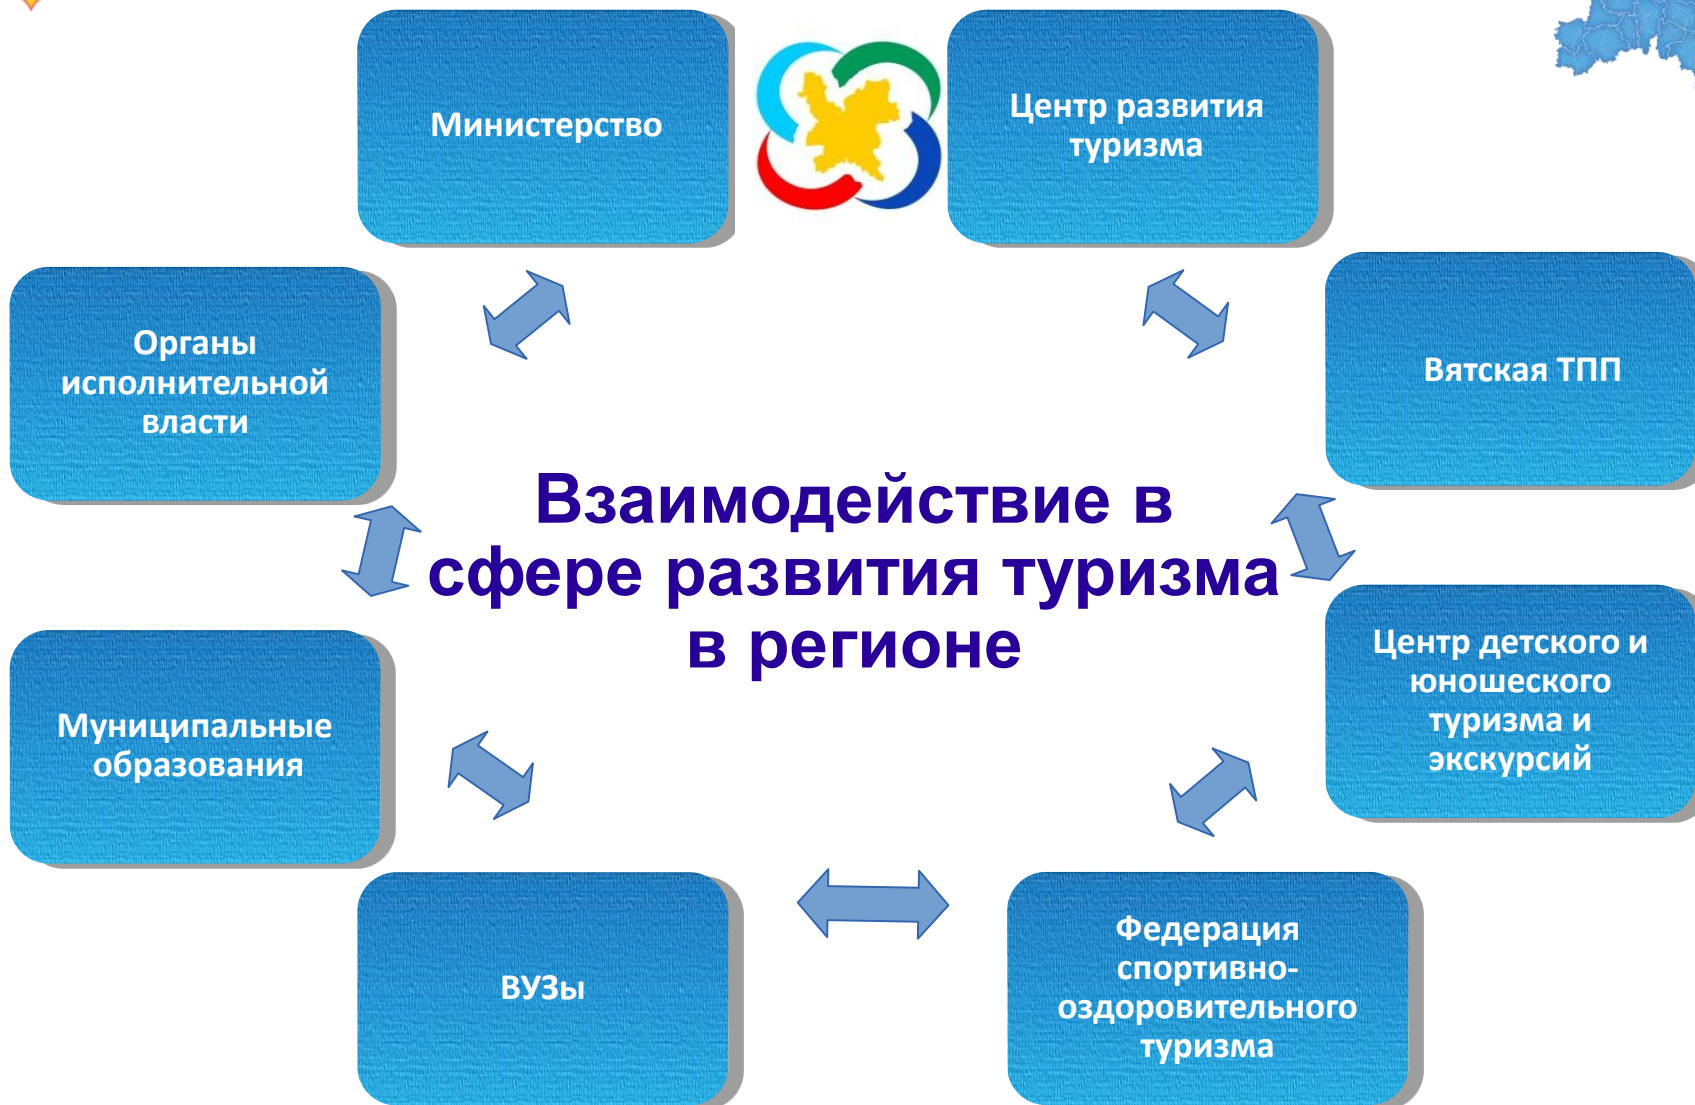 Министерство
Центр развития
туризма
Органы
исполнительной
власти
Вятская ТПП
Взаимодействие в
сфере развития туризма
в регионе
Муниципальные
образования
Центр детского и
юношеского
туризма и
экскурсий
ВУЗы
Федерация
спортивно-
оздоровительного
туризма